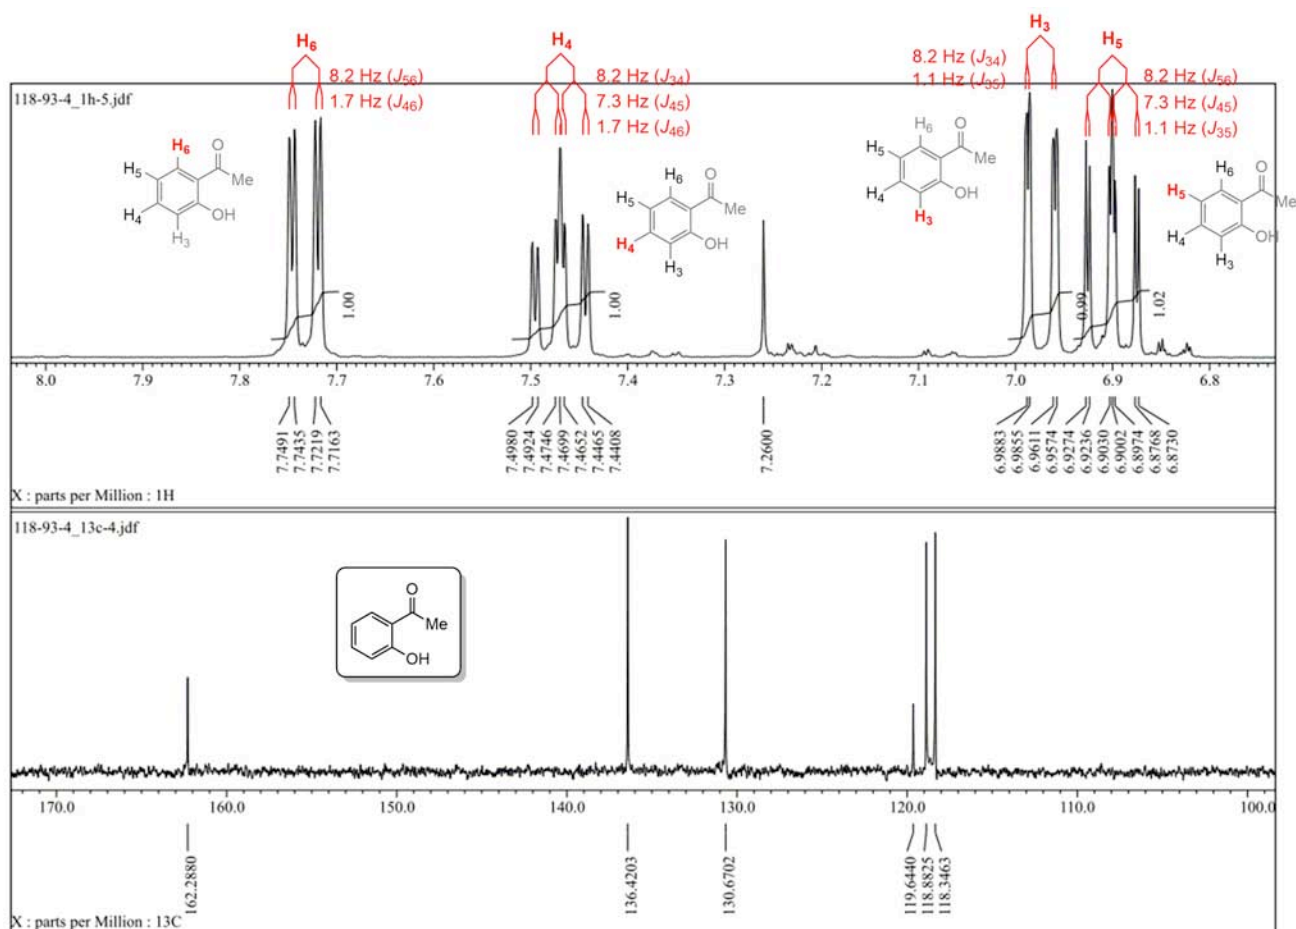 H6
8.2 Hz (J56)
1.7 Hz (J46)
H4
8.2 Hz (J34)
7.3 Hz (J45)
1.7 Hz (J46)
H3
8.2 Hz (J34)
1.1 Hz (J35)
H5
8.2 Hz (J56)
7.3 Hz (J45)
1.1 Hz (J35)
118-93-4_1h-5.jdf
H6
O
H5
Me
H4
OH
H3
H6
O
H5
Me
H4
OH
H3
H6
O
H5
Me
H4
OH
H3
H6
O
H5
Me
H4
OH
H3
1.00
1.00
0.99
1.02
8.0 7.9 7.8 7.7 7.6 7.5 7.4 7.3 7.2 7.1 7.0 6.9 6.8
7.7491
7.7435
7.7219
7.7163
7.4980
7.4924
7.4746
7.4699
7.4652
7.4465
7.4408
7.2600
6.9883
6.9855
6.9611
6.9574
6.9274
6.9236
6.9030
6.9002
6.8974
6.8768
6.8730
X : parts per Million : 1H
118-93-4_13c-4.jdf
O
Me
OH
170.0 160.0 150.0 140.0 130.0 120.0 110.0 100.0
162.2880
136.4203
130.6702
119.6440
118.8825
118.3463
X : parts per Million : 13C